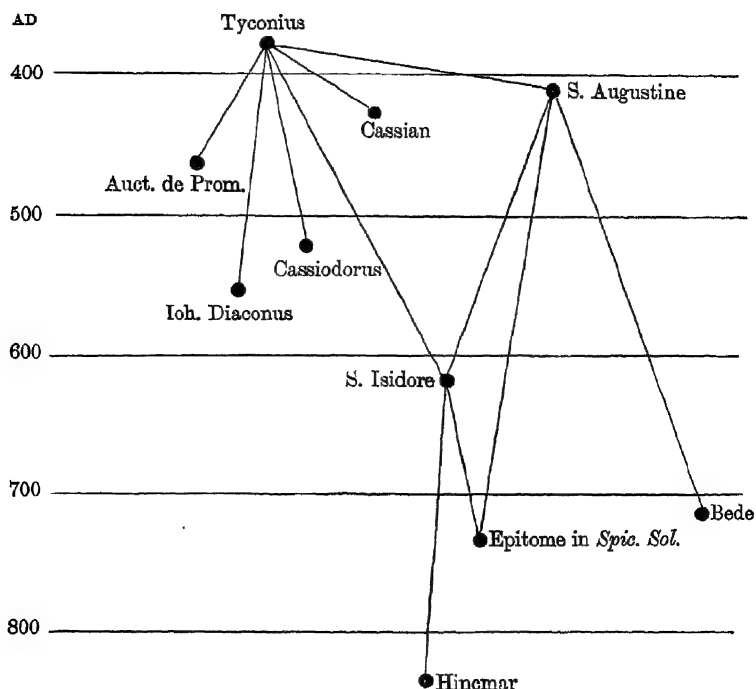 AD
Tyconius
400
S. Augustine
Cassian
Auct. de Prom.
500
Cassiodorus
Ioh. Diaconus
600
S. Isidore
700
Bede
Epitome in Spic. Sol.
800
Hincmar